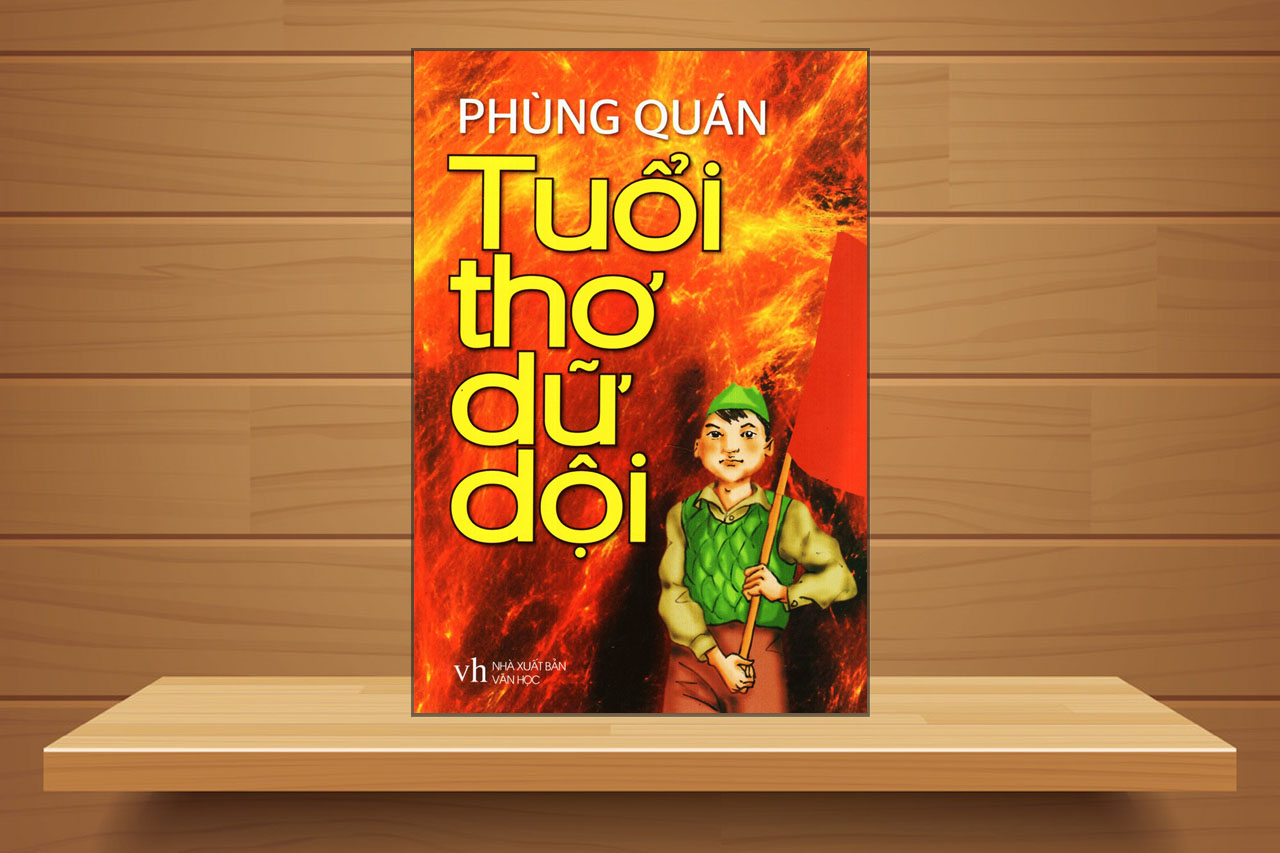 PHÙNG QUÁN
Tuổi
thơ
dữ
dội
vh NHÀ XUẤT BẢN
VĂN HỌC